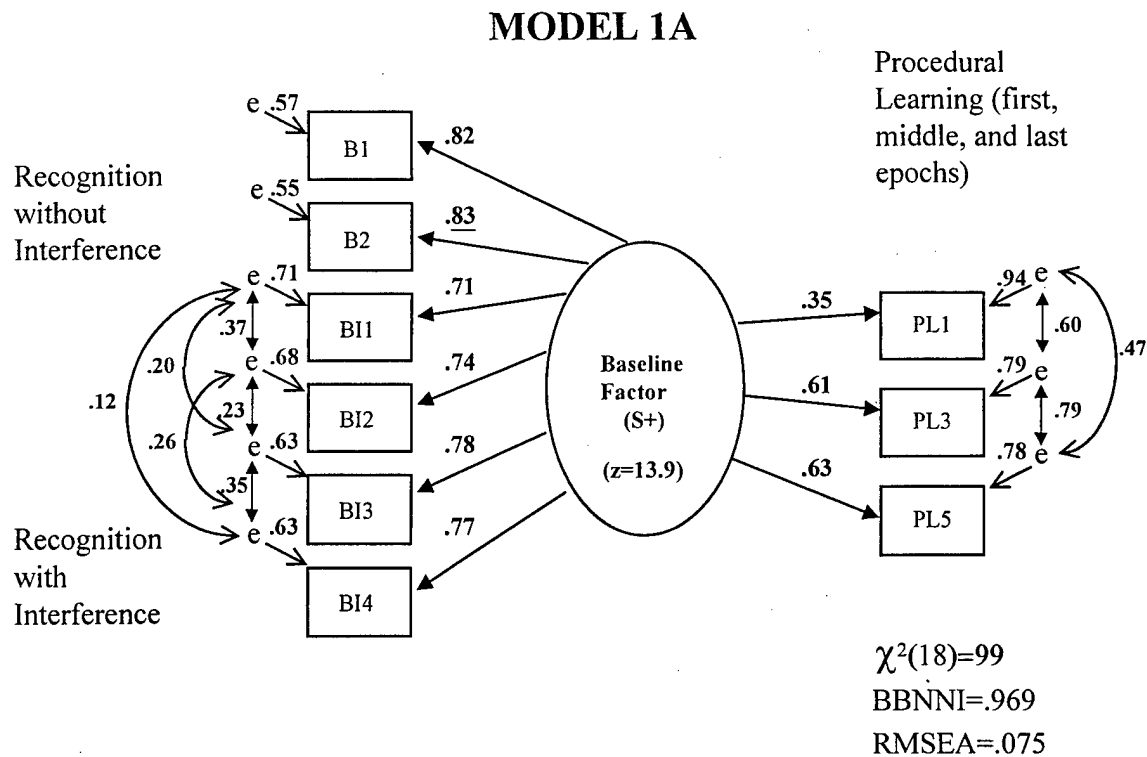 MODEL 1A
Procedural
Learning (first,
middle, and last
epochs)
Recognition
without
Interference
e .57
B1
.82
e .55
B2
.83
e .71
BI1
.71
.37
e .68
BI2
.74
.20
.12
.23
.26
e .63
BI3
.78
.35
e .63
BI4
.77
Recognition
with
Interference
Baseline
Factor
(S+)
(z=13.9)
.35
PL1
.94 e
.60
.47
.61
PL3
.79 e
.79
.63
PL5
.78 e
χ²(18)=99
BBNNI=.969
RMSEA=.075